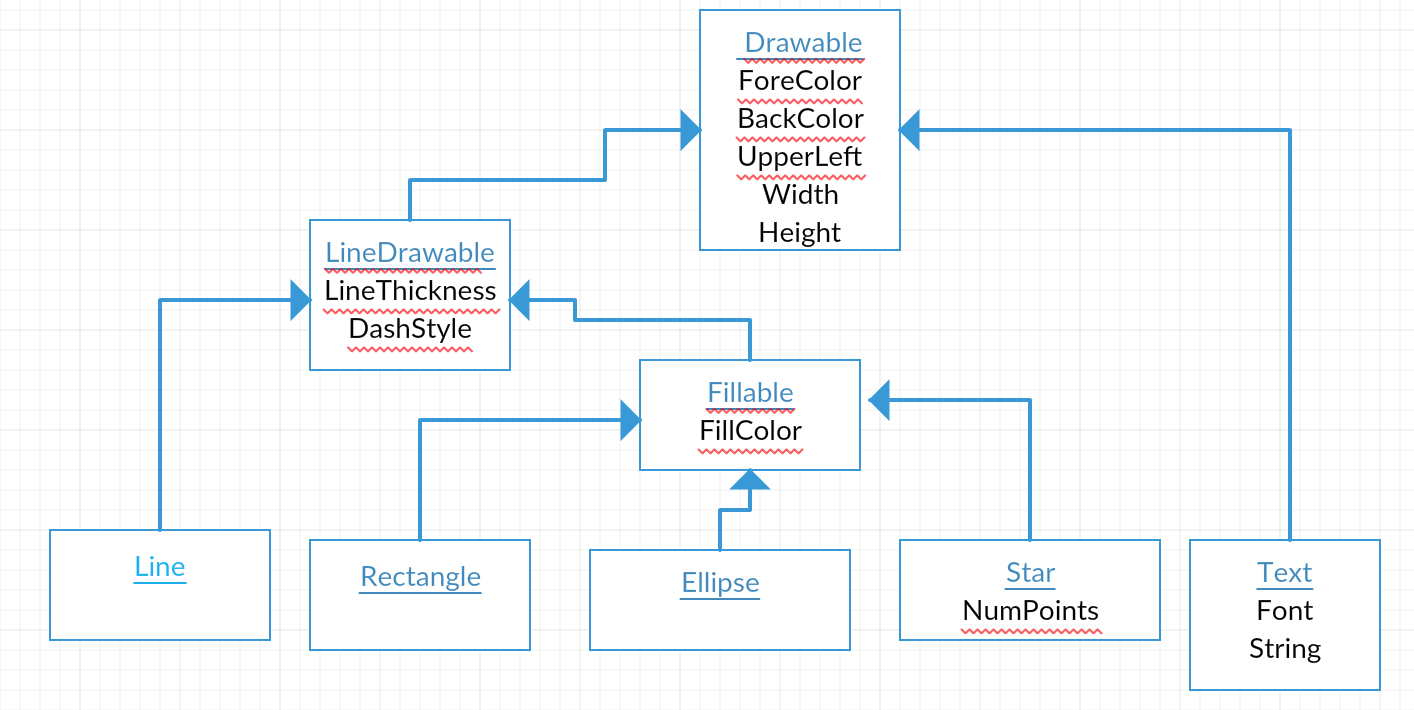 Drawable
ForeColor
BackColor
UpperLeft
Width
Height
LineDrawable
LineThickness
DashStyle
Fillable
FillColor
Line
Rectangle
Ellipse
Star
NumPoints
Text
Font
String